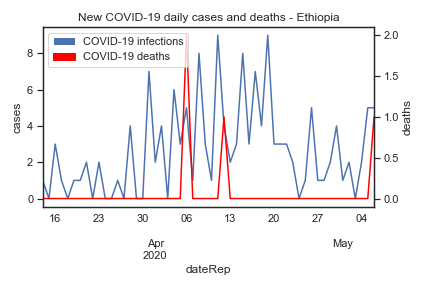 New COVID-19 daily cases and deaths - Ethiopia
COVID-19 infections
COVID-19 deaths
cases
8
6
4
2
0
2.0
1.5
1.0
0.5
0.0
deaths
16 23 30 06 13 20 27 04
Apr May
2020
dateRep